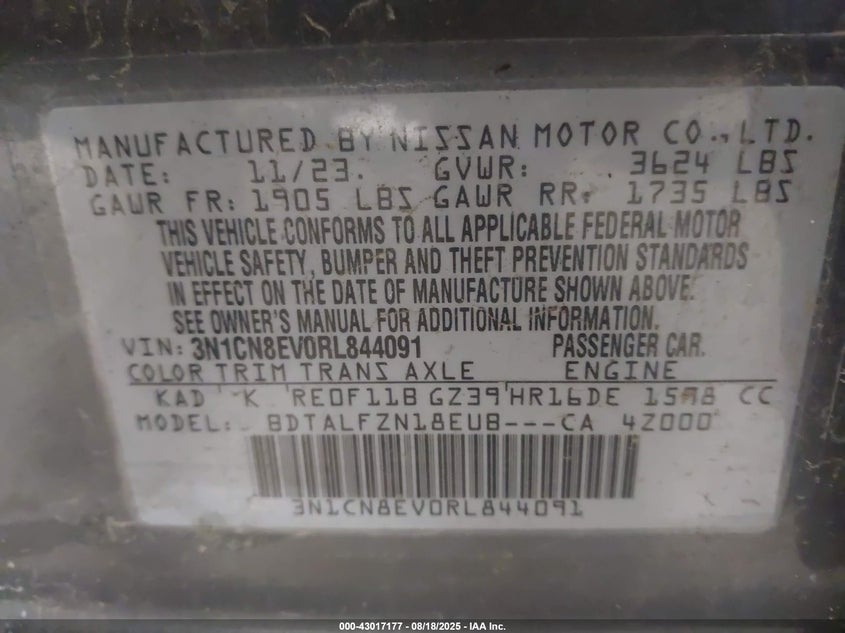 MANUFACTURED BY NISSAN MOTOR CO., LTD.
DATE: 11/23. GVWR: 3624 LBS
GAWR FR: 1905 LBS GAWR RR: 1735 LBS
THIS VEHICLE CONFORMS TO ALL APPLICABLE FEDERAL MOTOR
VEHICLE SAFETY, BUMPER AND THEFT PREVENTION STANDARDS
IN EFFECT ON THE DATE OF MANUFACTURE SHOWN ABOVE.
SEE OWNER'S MANUAL FOR ADDITIONAL INFORMATION.
VIN: 3N1CN8EV0RL844091 PASSENGER CAR.
COLOR TRIM TRANS AXLE ENGINE
KAD K RE0F11B GZ39 HR16DE 1598 CC
MODEL: BDTALFZN18EUB---CA 4Z000
3N1CN8EV0RL844091
000-43017177 - 08/18/2025 - IAA Inc.